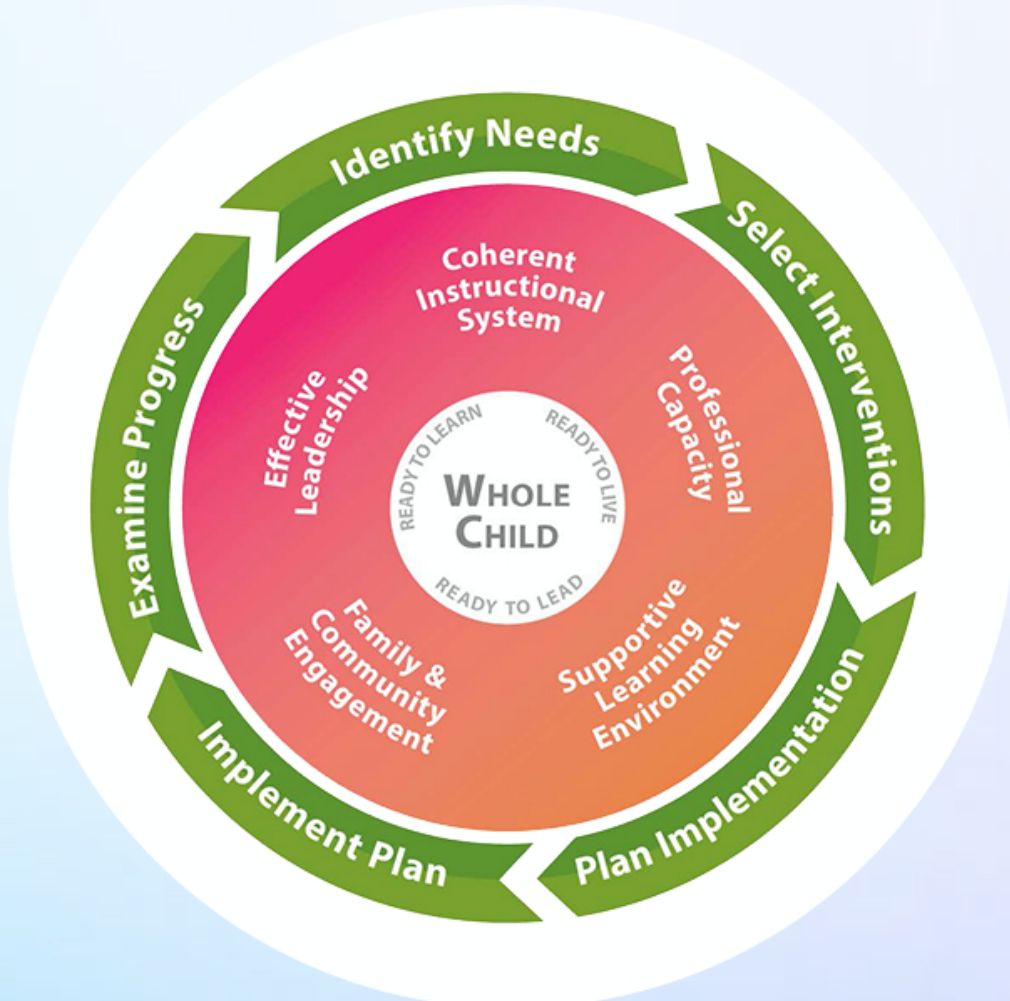 Identify Needs
Select Interventions
Plan Implementation
Implement Plan
Examine Progress
Coherent
Instructional
System
Professional
Capacity
Supportive
Learning
Environment
Family &
Community
Engagement
Effective
Leadership
READY TO LEARN
READY TO LIVE
READY TO LEAD
WHOLE
CHILD